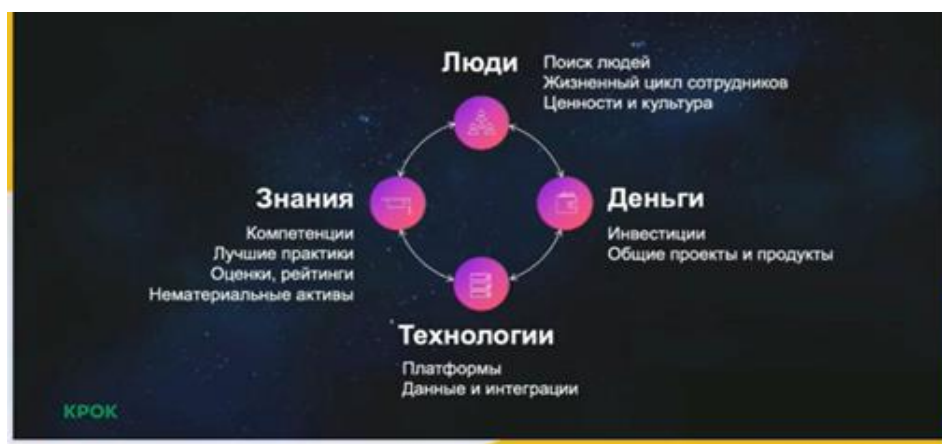 Люди
Поиск людей
Жизненный цикл сотрудников
Ценности и культура
Знания
Компетенции
Лучшие практики
Оценки, рейтинги
Нематериальные активы
Деньги
Инвестиции
Общие проекты и продукты
Технологии
Платформы
Данные и интеграции
КРОК